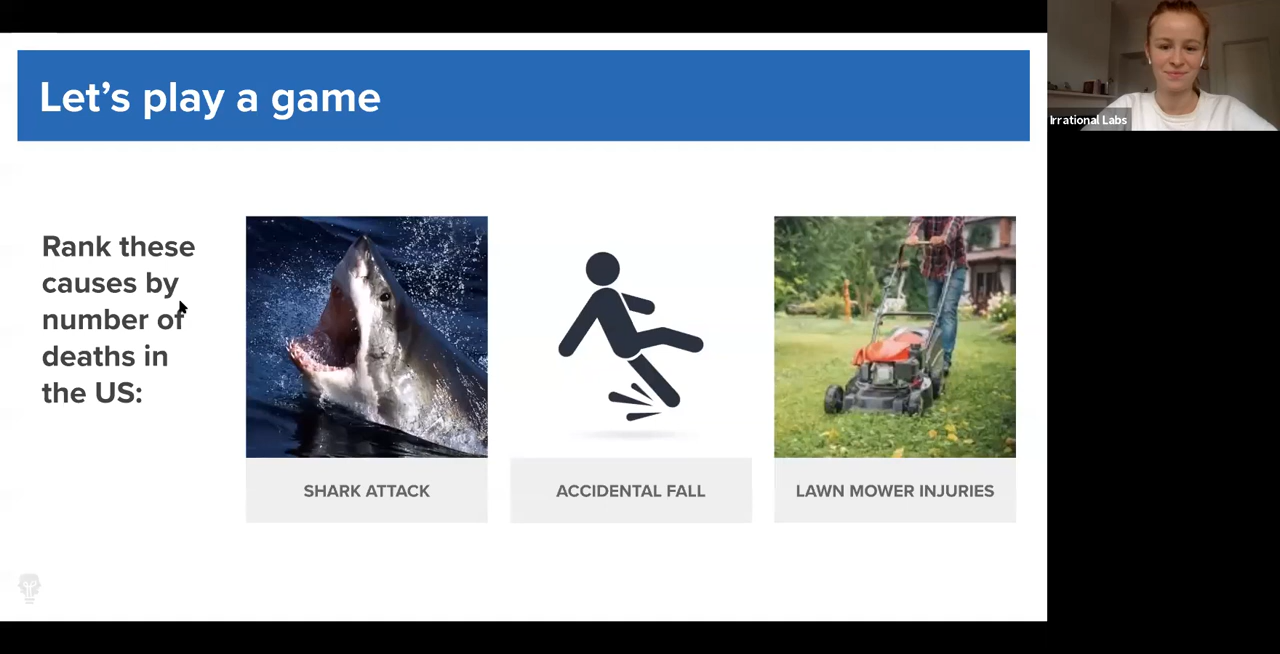 Let's play a game
Irrational Labs
Rank these
causes by
number of
deaths in
the US:
SHARK ATTACK
ACCIDENTAL FALL
LAWN MOWER INJURIES